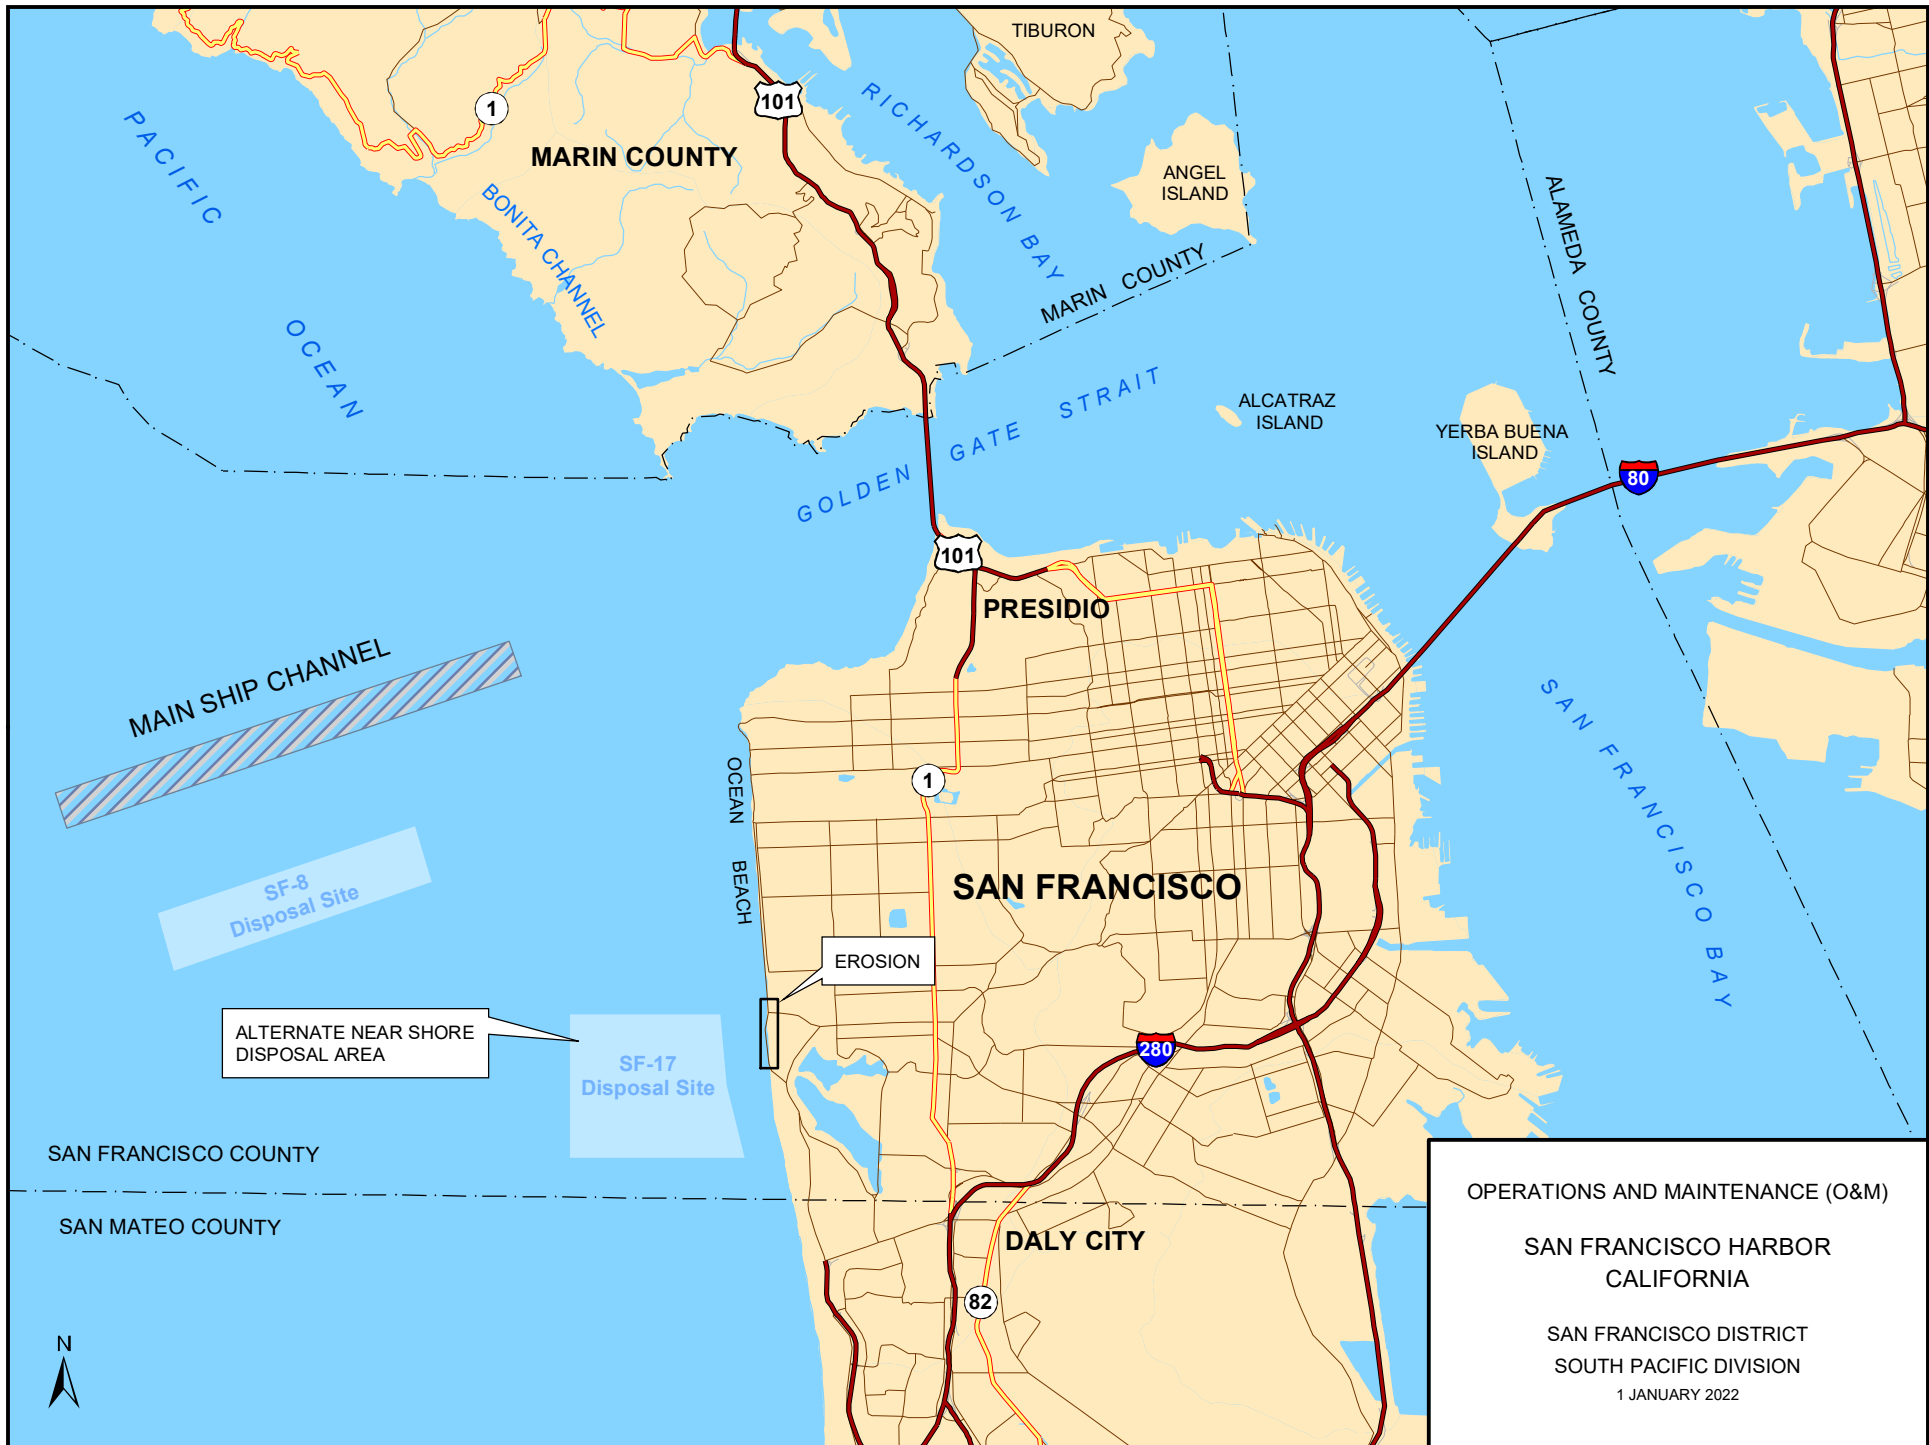 TIBURON
PACIFIC
OCEAN
1
101
RICHARDSON BAY
MARIN COUNTY
BONITA CHANNEL
ANGEL
ISLAND
ALAMEDA COUNTY
MARIN COUNTY
GOLDEN GATE STRAIT
ALCATRAZ
ISLAND
YERBA BUENA
ISLAND
80
101
PRESIDIO
MAIN SHIP CHANNEL
SAN FRANCISCO BAY
OCEAN BEACH
1
SF-8
Disposal Site
SAN FRANCISCO
EROSION
ALTERNATE NEAR SHORE
DISPOSAL AREA
SF-17
Disposal Site
280
SAN FRANCISCO COUNTY
SAN MATEO COUNTY
DALY CITY
82
N
OPERATIONS AND MAINTENANCE (O&M)
SAN FRANCISCO HARBOR
CALIFORNIA
SAN FRANCISCO DISTRICT
SOUTH PACIFIC DIVISION
1 JANUARY 2022